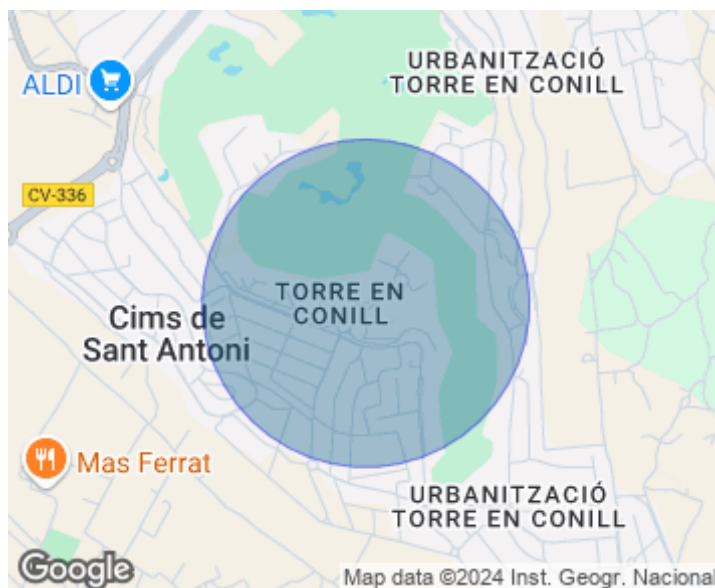 URBANITZACIÓ
TORRE EN CONILL
ALDI
CV-336
TORRE EN
CONILL
Cims de
Sant Antoni
Mas Ferrat
URBANITZACIÓ
TORRE EN CONILL
Google
Map data ©2024 Inst. Geogr. Nacional